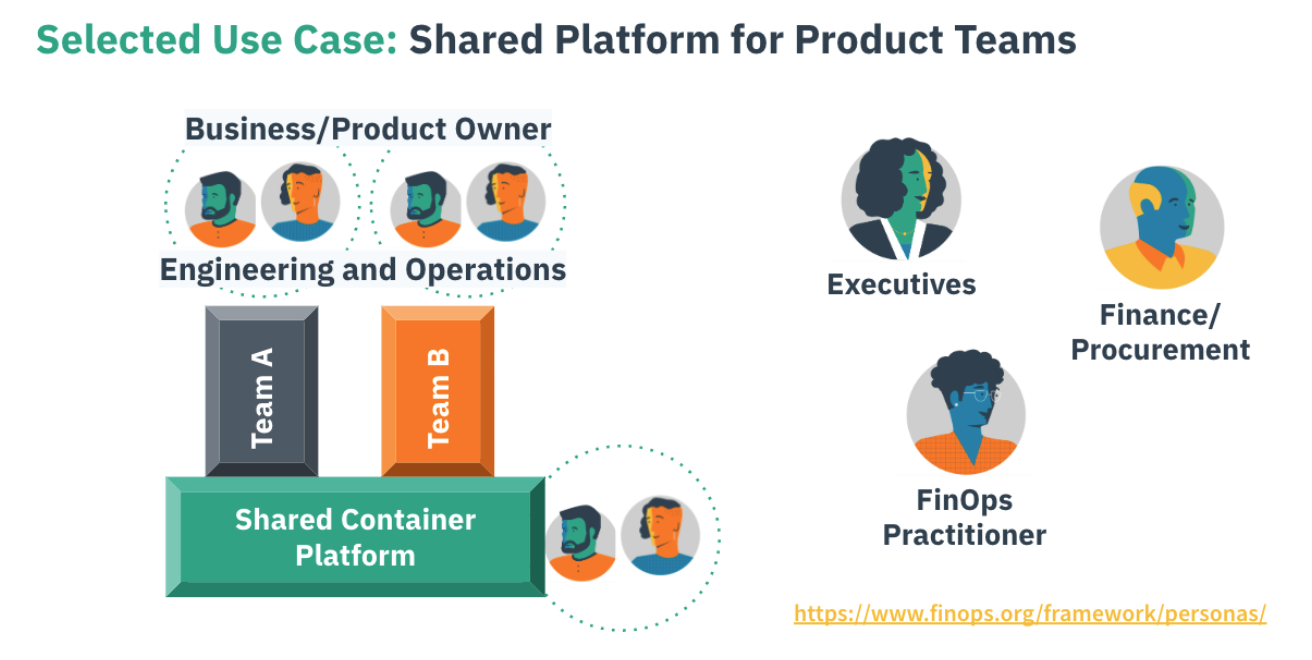 Selected Use Case: Shared Platform for Product Teams
Business/Product Owner
Engineering and Operations
Team A
Team B
Shared Container
Platform
Executives
Finance/
Procurement
FinOps
Practitioner
https://www.finops.org/framework/personas/